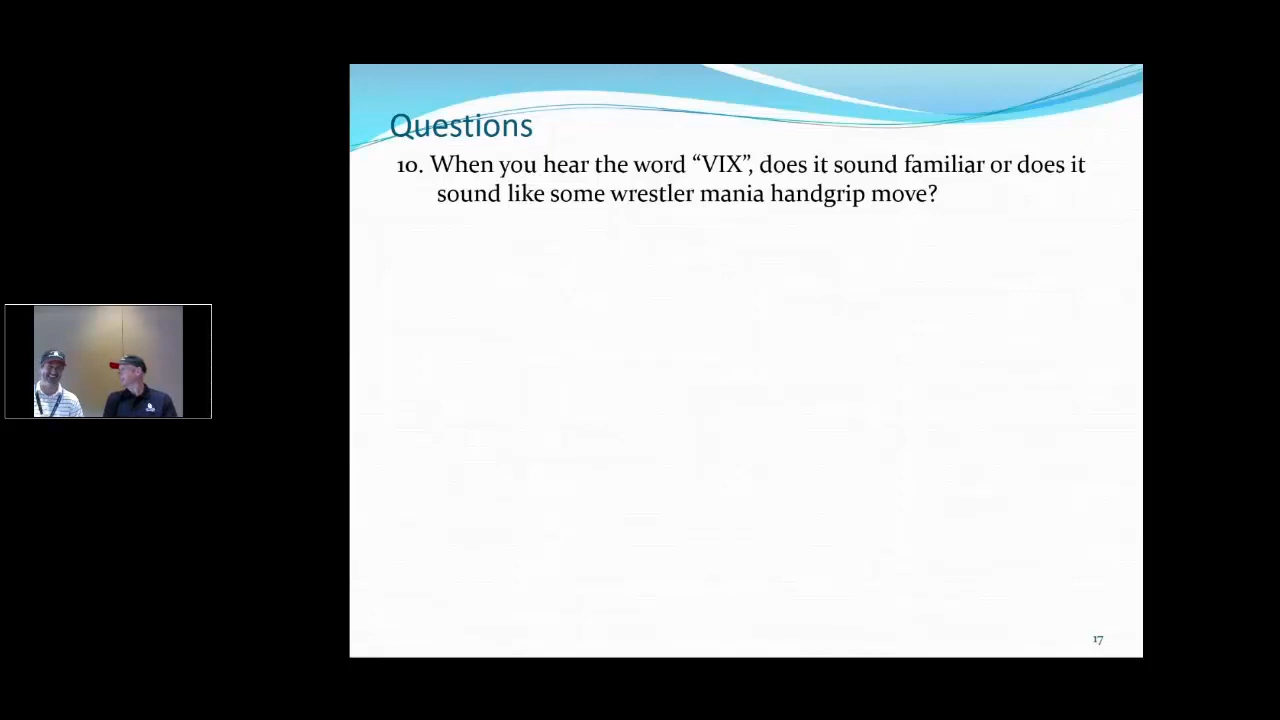 Questions
10. When you hear the word “VIX”, does it sound familiar or does it
sound like some wrestler mania handgrip move?
17